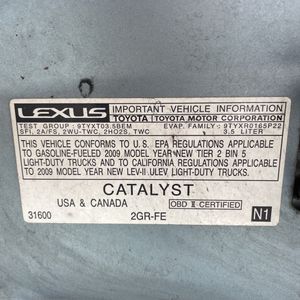 LEXUS
IMPORTANT VEHICLE INFORMATION
TOYOTA TOYOTA MOTOR CORPORATION
TEST GROUP : 9TYXT03.5BEM EVAP. FAMILY : 9TYXR0165P22
SFI, 2A/FS, 2WU-TWC, 2HO2S, TWC 3.5 LITER
THIS VEHICLE CONFORMS TO U.S. EPA REGULATIONS APPLICABLE
TO GASOLINE-FUELED 2009 MODEL YEAR NEW TIER 2 BIN 5
LIGHT-DUTY TRUCKS AND TO CALIFORNIA REGULATIONS APPLICABLE
TO 2009 MODEL YEAR NEW LEV-II ULEV LIGHT-DUTY TRUCKS.
CATALYST
USA & CANADA OBD II CERTIFIED
31600 2GR-FE N1